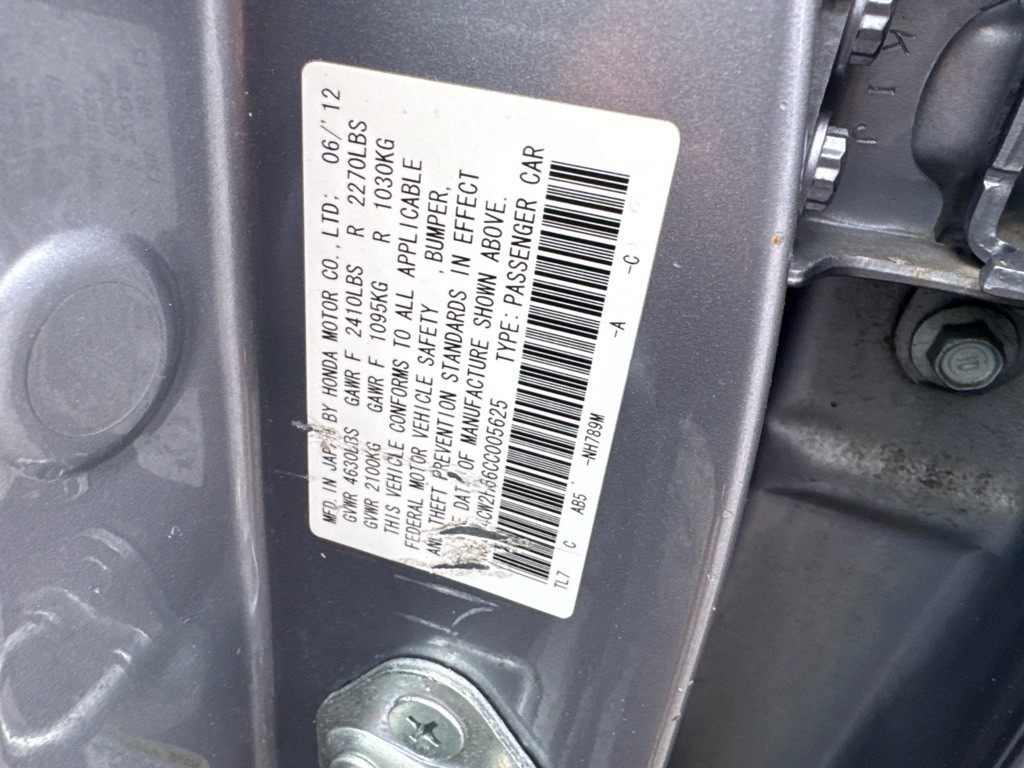 MFD. IN JAPAN BY HONDA MOTOR CO., LTD; 06/'12
GVWR 4630LBS GAWR F 2410LBS R 2270LBS
GVWR 2100KG GAWR F 1095KG R 1030KG
THIS VEHICLE CONFORMS TO ALL APPLICABLE
FEDERAL MOTOR VEHICLE SAFETY , BUMPER,
AND THEFT PREVENTION STANDARDS IN EFFECT
DATE OF MANUFACTURE SHOWN ABOVE.
TYPE: PASSENGER CAR
TL7 C AB5 -NH789M -A -C